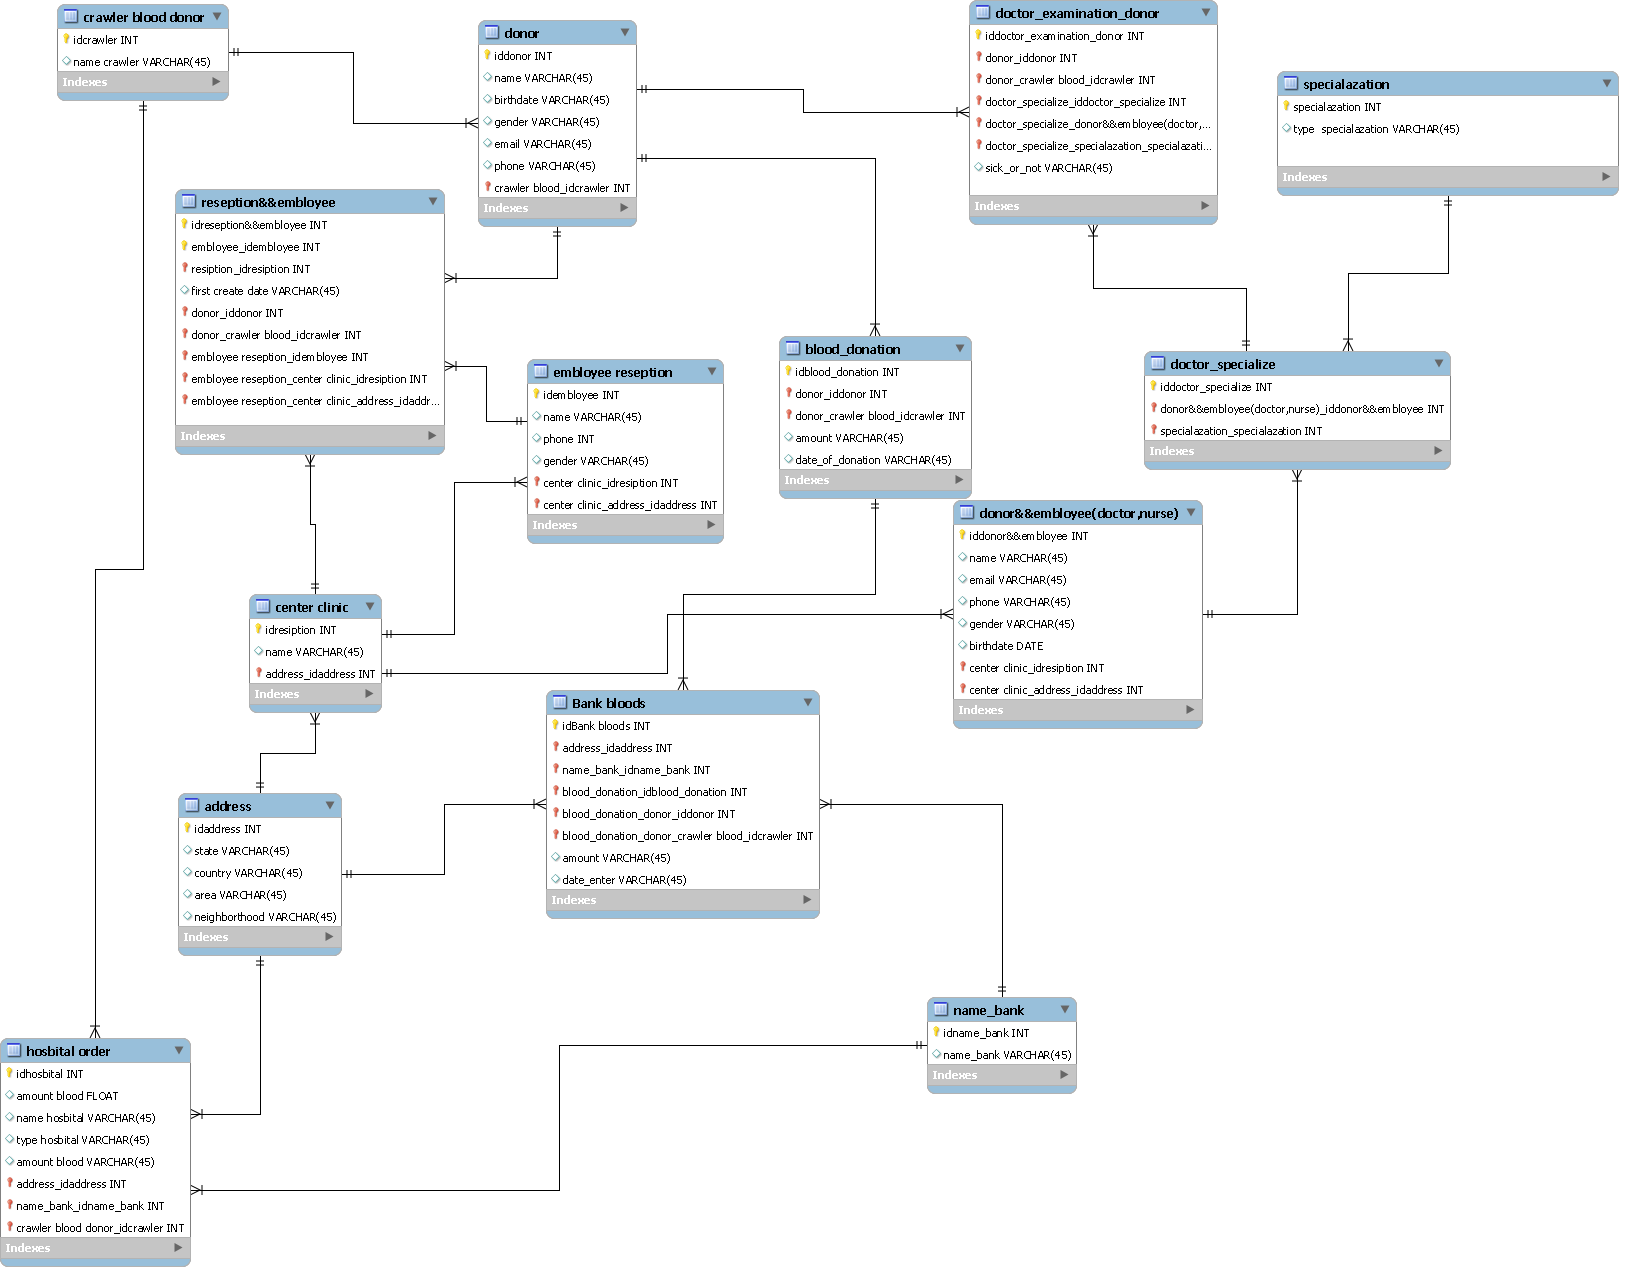 crawler blood donor
idcrawler INT
name crawler VARCHAR(45)
Indexes
donor
iddonor INT
name VARCHAR(45)
birthdate VARCHAR(45)
gender VARCHAR(45)
email VARCHAR(45)
phone VARCHAR(45)
crawler blood_idcrawler INT
Indexes
doctor_examination_donor
iddoctor_examination_donor INT
donor_iddonor INT
donor_crawler blood_idcrawler INT
doctor_specialize_iddoctor_specialize INT
doctor_specialize_donor&&embloyee(doctor,...
doctor_specialize_specialazation_specialazati...
sick_or_not VARCHAR(45)
Indexes
specialazation
specialazation INT
type specialazation VARCHAR(45)
Indexes
reseption&&embloyee
idreseption&&embloyee INT
embloyee_idembloyee INT
resiption_idresiption INT
first create date VARCHAR(45)
donor_iddonor INT
donor_crawler blood_idcrawler INT
embloyee reseption_idembloyee INT
embloyee reseption_center clinic_idresiption INT
embloyee reseption_center clinic_address_idaddr...
Indexes
embloyee reseption
idembloyee INT
name VARCHAR(45)
phone INT
gender VARCHAR(45)
center clinic_idresiption INT
center clinic_address_idaddress INT
Indexes
blood_donation
idblood_donation INT
donor_iddonor INT
donor_crawler blood_idcrawler INT
amount VARCHAR(45)
date_of_donation VARCHAR(45)
Indexes
doctor_specialize
iddoctor_specialize INT
donor&&embloyee(doctor,nurse)_iddonor&&embloyee INT
specialazation_specialazation INT
Indexes
donor&&embloyee(doctor,nurse)
iddonor&&embloyee INT
name VARCHAR(45)
email VARCHAR(45)
phone VARCHAR(45)
gender VARCHAR(45)
birthdate DATE
center clinic_idresiption INT
center clinic_address_idaddress INT
Indexes
center clinic
idresiption INT
name VARCHAR(45)
address_idaddress INT
Indexes
Bank bloods
idBank bloods INT
address_idaddress INT
name_bank_idname_bank INT
blood_donation_idblood_donation INT
blood_donation_donor_iddonor INT
blood_donation_donor_crawler blood_idcrawler INT
amount VARCHAR(45)
date_enter VARCHAR(45)
Indexes
address
idaddress INT
state VARCHAR(45)
country VARCHAR(45)
area VARCHAR(45)
neighborthood VARCHAR(45)
Indexes
name_bank
idname_bank INT
name_bank VARCHAR(45)
Indexes
hosbital order
idhosbital INT
amount blood FLOAT
name hosbital VARCHAR(45)
type hosbital VARCHAR(45)
amount blood VARCHAR(45)
address_idaddress INT
name_bank_idname_bank INT
crawler blood donor_idcrawler INT
Indexes